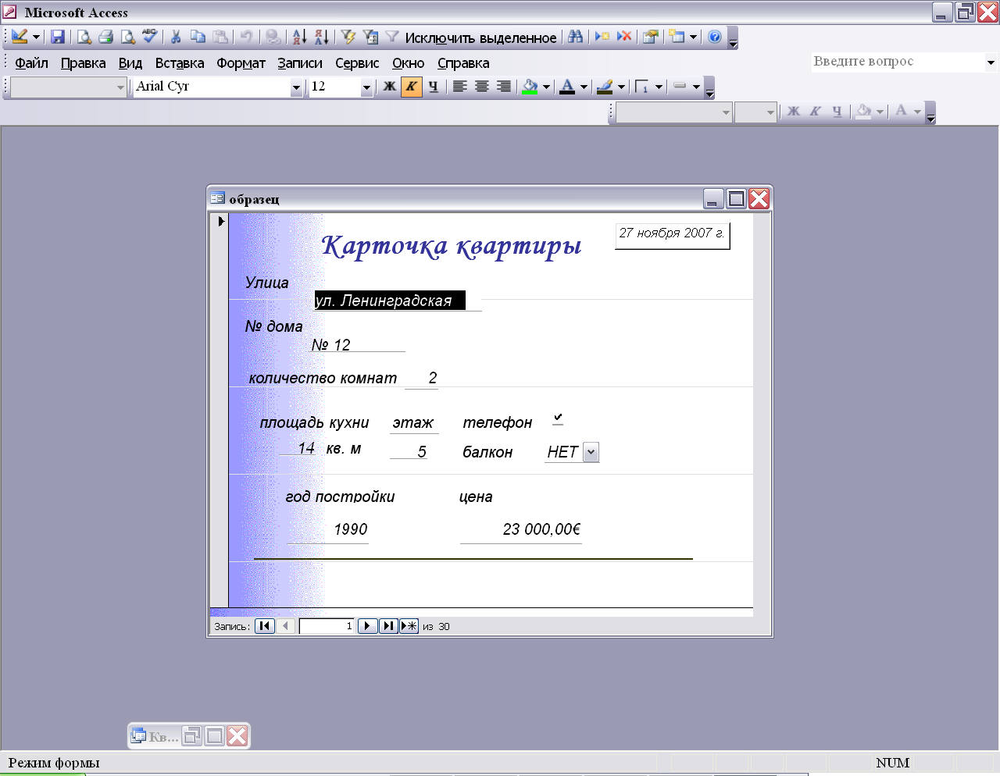 Microsoft Access
Исключить выделенное
Файл Правка Вид Вставка Формат Записи Сервис Окно Справка Введите вопрос
Arial Cyr 12 Ж К Ч A
Ж К Ч A
образец
Карточка квартиры 27 ноября 2007 г.
Улица
ул. Ленинградская
№ дома
№ 12
количество комнат 2
площадь кухни этаж телефон
14 кв. м 5 балкон НЕТ
год постройки цена
1990 23 000,00€
Запись: 1 из 30
Кв...
Режим формы NUM